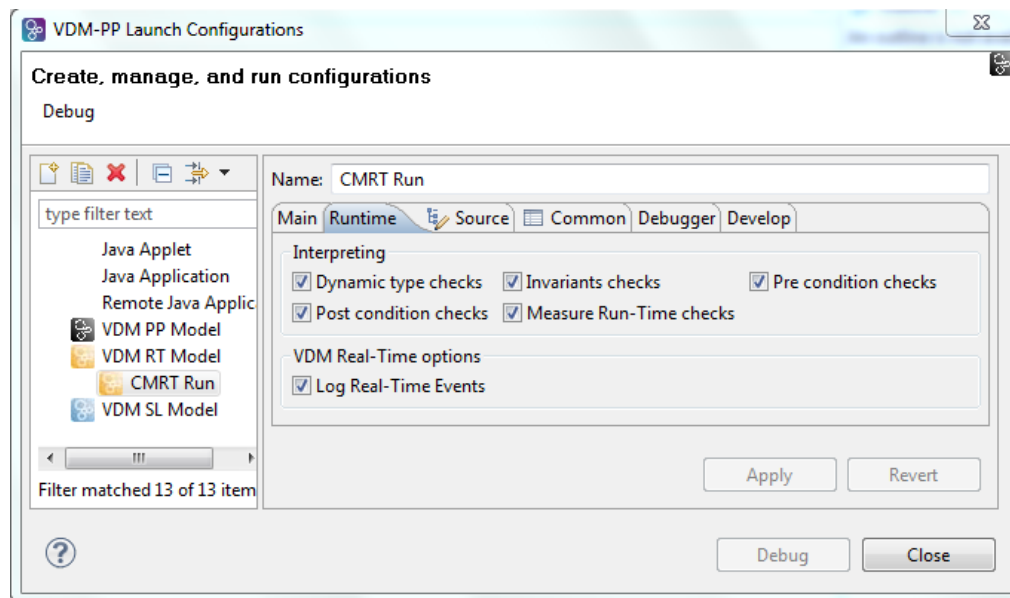 VDM-PP Launch Configurations
Create, manage, and run configurations
Debug
type filter text
Java Applet
Java Application
Remote Java Applic
VDM PP Model
VDM RT Model
CMRT Run
VDM SL Model
Filter matched 13 of 13 item
Name: CMRT Run
Main Runtime Source Common Debugger Develop
Interpreting
Dynamic type checks Invariants checks Pre condition checks
Post condition checks Measure Run-Time checks
VDM Real-Time options
Log Real-Time Events
Apply Revert
? Debug Close